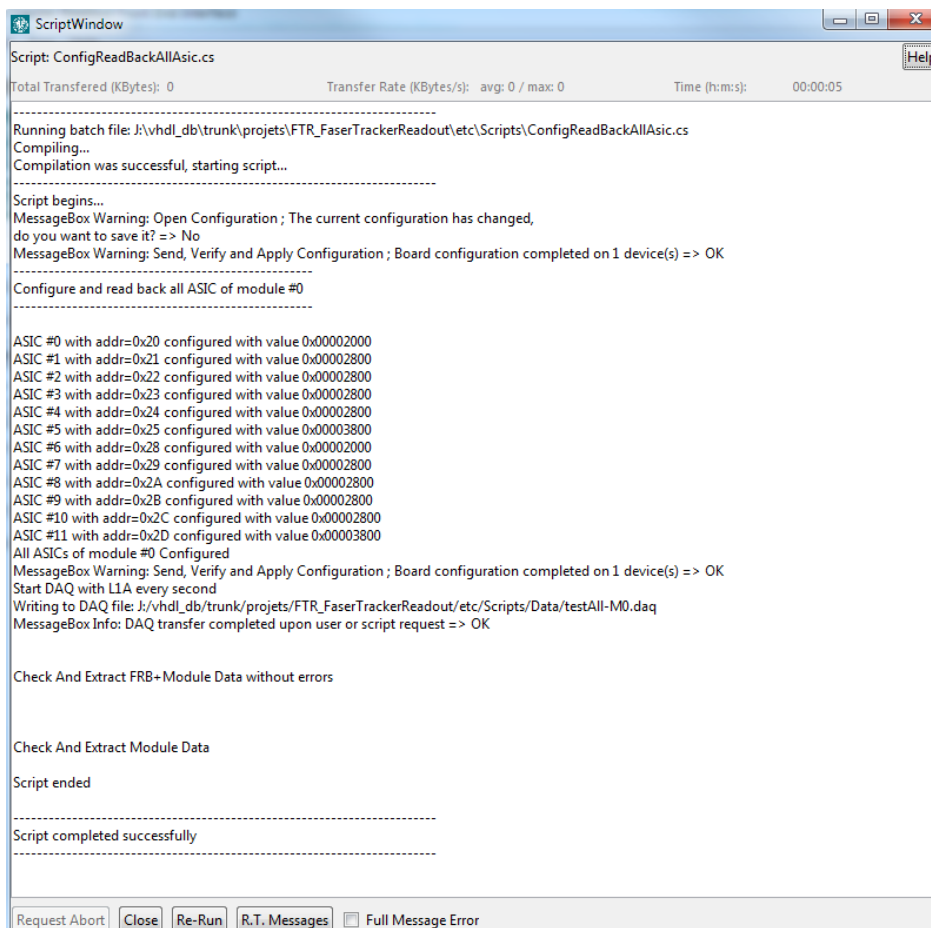 ScriptWindow
Script: ConfigReadBackAllAsic.cs
Help
Total Transfered (KBytes): 0 Transfer Rate (KBytes/s): avg: 0 / max: 0 Time (h:m:s): 00:00:05
------------------------------------------------------------------------
Running batch file: J:\vhdl_db\trunk\projets\FTR_FaserTrackerReadout\etc\Scripts\ConfigReadBackAllAsic.cs
Compiling...
Compilation was successful, starting script...
------------------------------------------------------------------------
Script begins...
MessageBox Warning: Open Configuration ; The current configuration has changed,
do you want to save it? => No
MessageBox Warning: Send, Verify and Apply Configuration ; Board configuration completed on 1 device(s) => OK
---------------------------------------------------
Configure and read back all ASIC of module #0
---------------------------------------------------
ASIC #0 with addr=0x20 configured with value 0x00002000
ASIC #1 with addr=0x21 configured with value 0x00002800
ASIC #2 with addr=0x22 configured with value 0x00002800
ASIC #3 with addr=0x23 configured with value 0x00002800
ASIC #4 with addr=0x24 configured with value 0x00002800
ASIC #5 with addr=0x25 configured with value 0x00003800
ASIC #6 with addr=0x28 configured with value 0x00002000
ASIC #7 with addr=0x29 configured with value 0x00002800
ASIC #8 with addr=0x2A configured with value 0x00002800
ASIC #9 with addr=0x2B configured with value 0x00002800
ASIC #10 with addr=0x2C configured with value 0x00002800
ASIC #11 with addr=0x2D configured with value 0x00003800
All ASICs of module #0 Configured
MessageBox Warning: Send, Verify and Apply Configuration ; Board configuration completed on 1 device(s) => OK
Start DAQ with L1A every second
Writing to DAQ file: J:/vhdl_db/trunk/projets/FTR_FaserTrackerReadout/etc/Scripts/Data/testAll-M0.daq
MessageBox Info: DAQ transfer completed upon user or script request => OK
Check And Extract FRB+Module Data without errors
Check And Extract Module Data
Script ended
------------------------------------------------------------------------
Script completed successfully
------------------------------------------------------------------------
Request Abort Close Re-Run R.T. Messages Full Message Error